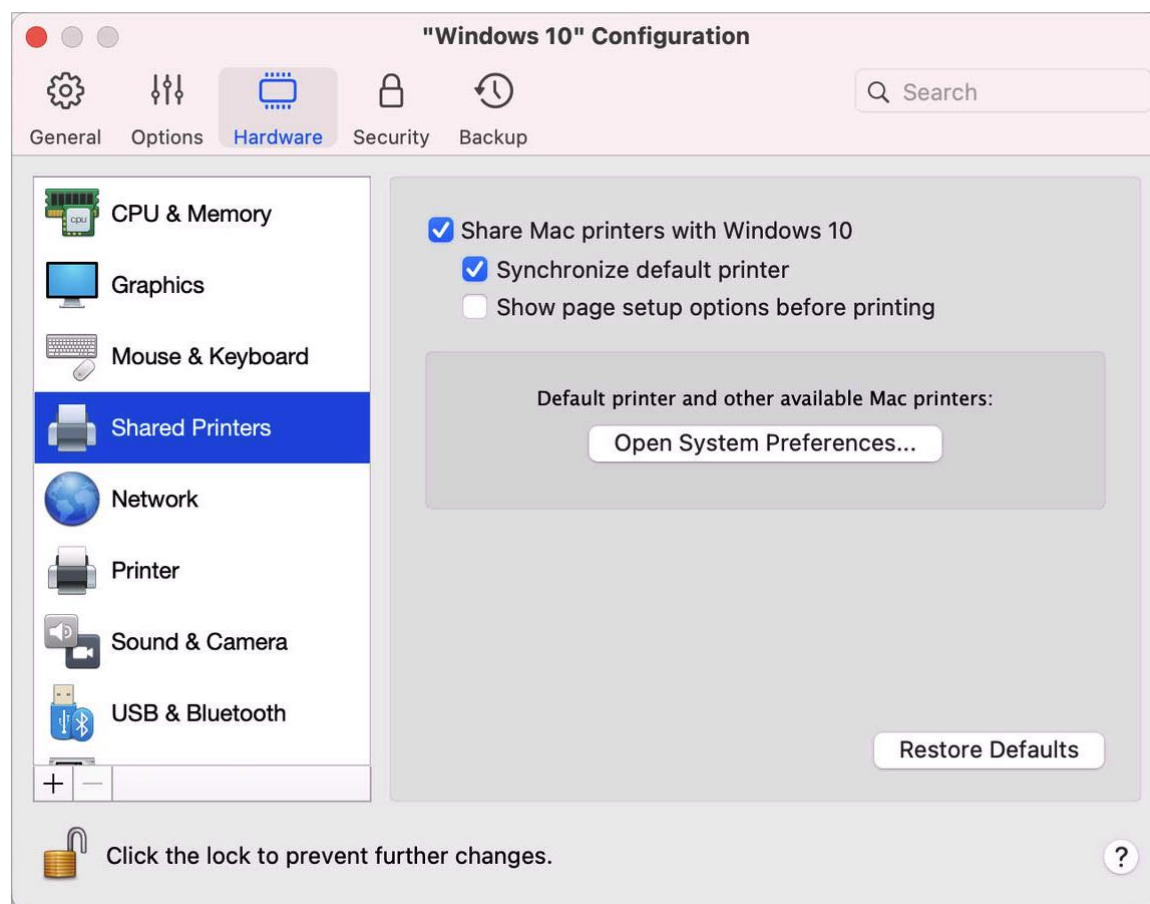 "Windows 10" Configuration
General Options Hardware Security Backup
Search
CPU & Memory
Graphics
Mouse & Keyboard
Shared Printers
Network
Printer
Sound & Camera
USB & Bluetooth
Share Mac printers with Windows 10
Synchronize default printer
Show page setup options before printing
Default printer and other available Mac printers:
Open System Preferences...
Restore Defaults
Click the lock to prevent further changes.
?